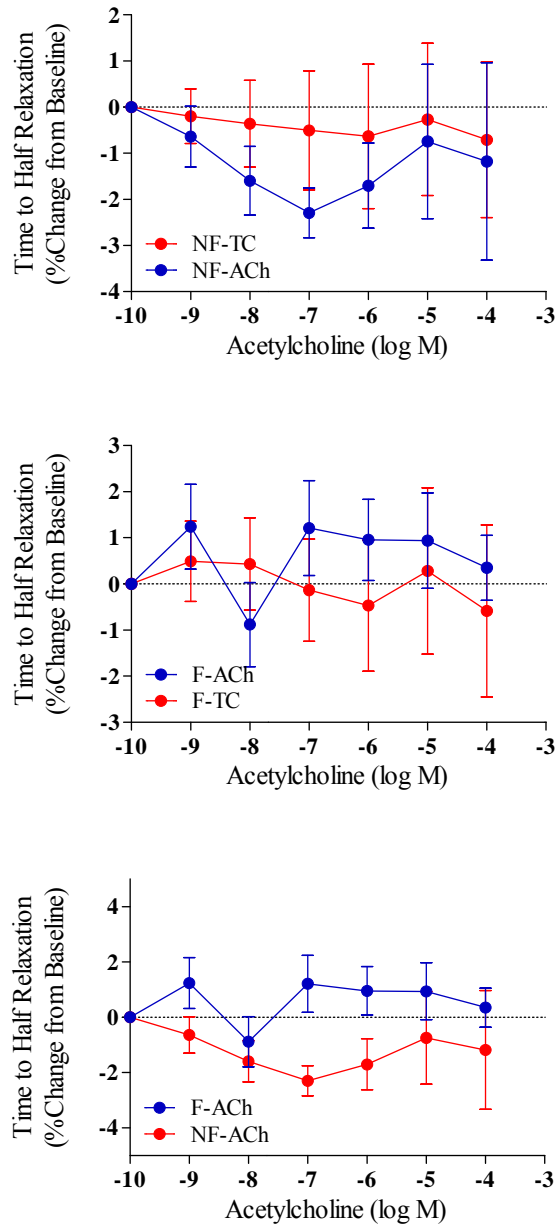 Time to Half Relaxation
(%Change from Baseline)
2
1
0
-1
-2
-3
-4
NF-TC
NF-ACh
-10 -9 -8 -7 -6 -5 -4 -3
Acetylcholine (log M)
Time to Half Relaxation
(%Change from Baseline)
3
2
1
0
-1
-2
-3
F-ACh
F-TC
-10 -9 -8 -7 -6 -5 -4 -3
Acetylcholine (log M)
Time to Half Relaxation
(%Change from Baseline)
4
2
0
-2
-4
F-ACh
NF-ACh
-10 -9 -8 -7 -6 -5 -4 -3
Acetylcholine (log M)